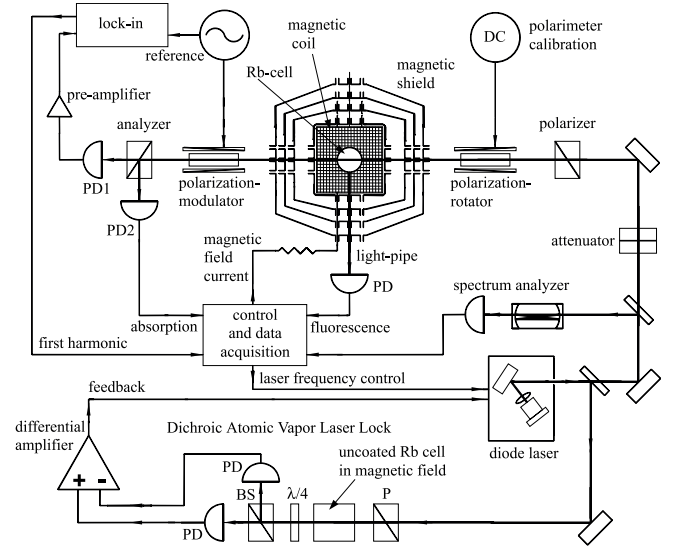 lock-in
reference
DC
polarimeter
calibration
magnetic
coil
Rb-cell
magnetic
shield
pre-amplifier
analyzer
polarizer
PD1
polarization-
modulator
polarization-
rotator
PD2
magnetic
field
current
light-pipe
attenuator
PD
spectrum analyzer
absorption
control
and data
acquisition
fluorescence
first harmonic
laser frequency control
feedback
differential
amplifier
Dichroic Atomic Vapor Laser Lock
diode laser
uncoated Rb cell
in magnetic field
PD
BS
λ/4
P
+
-
PD